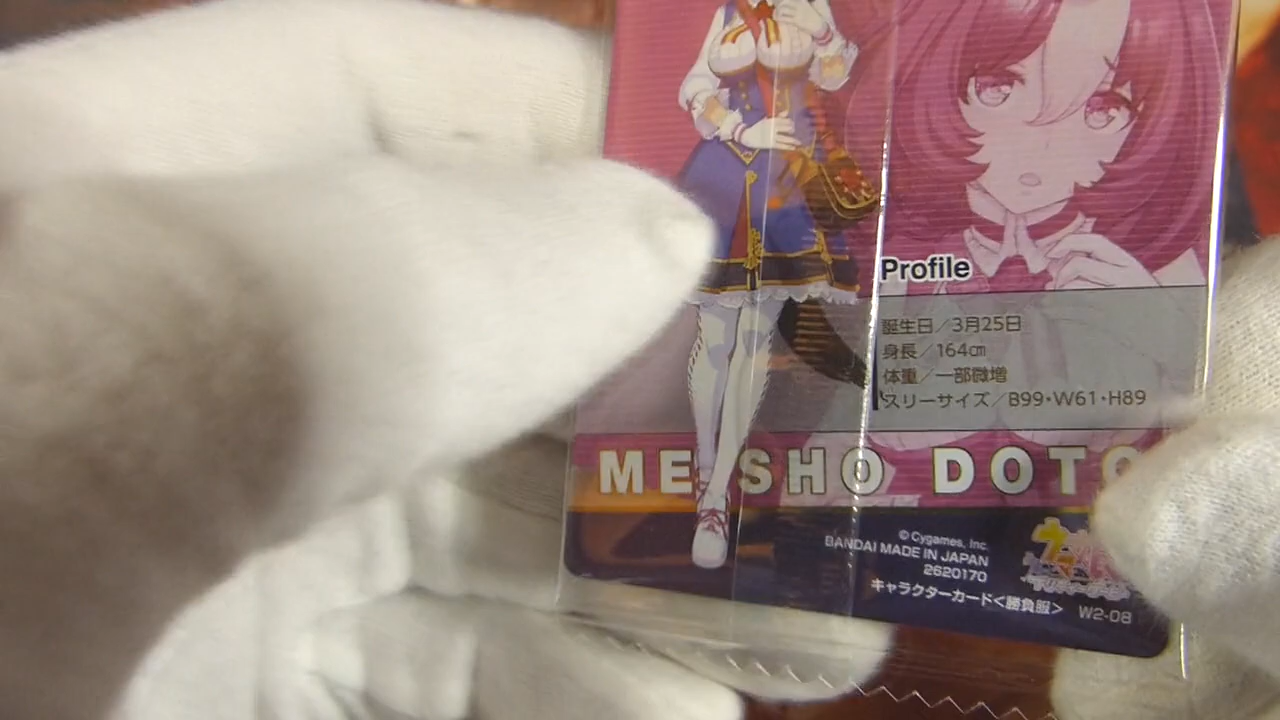 Profile
誕生日／3月25日
身長／164㎝
体重／一部微増
スリーサイズ／B99・W61・H89
MEISHO DOTO
© Cygames, Inc.
BANDAI MADE IN JAPAN
2620170
キャラクターカード<勝負服> W2-08